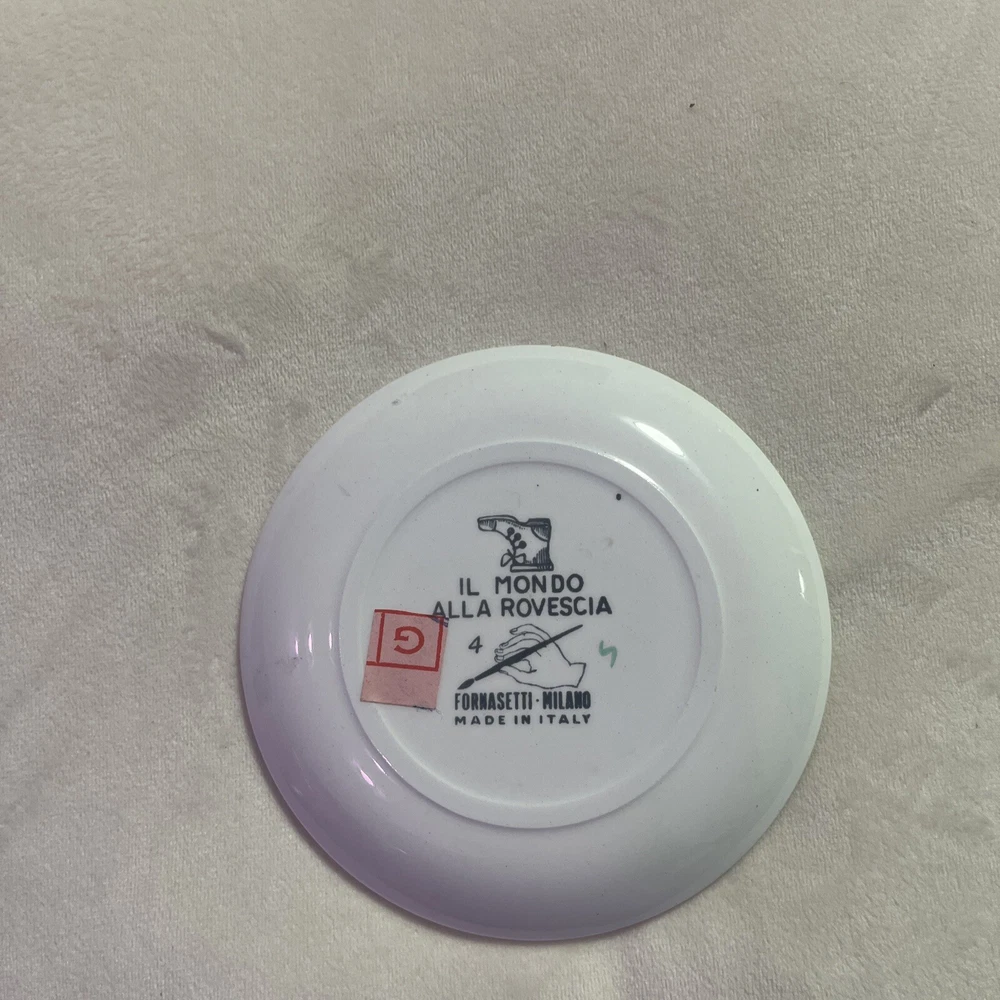 IL MONDO
ALLA ROVESCIA
4
FORNASETTI · MILANO
MADE IN ITALY
G